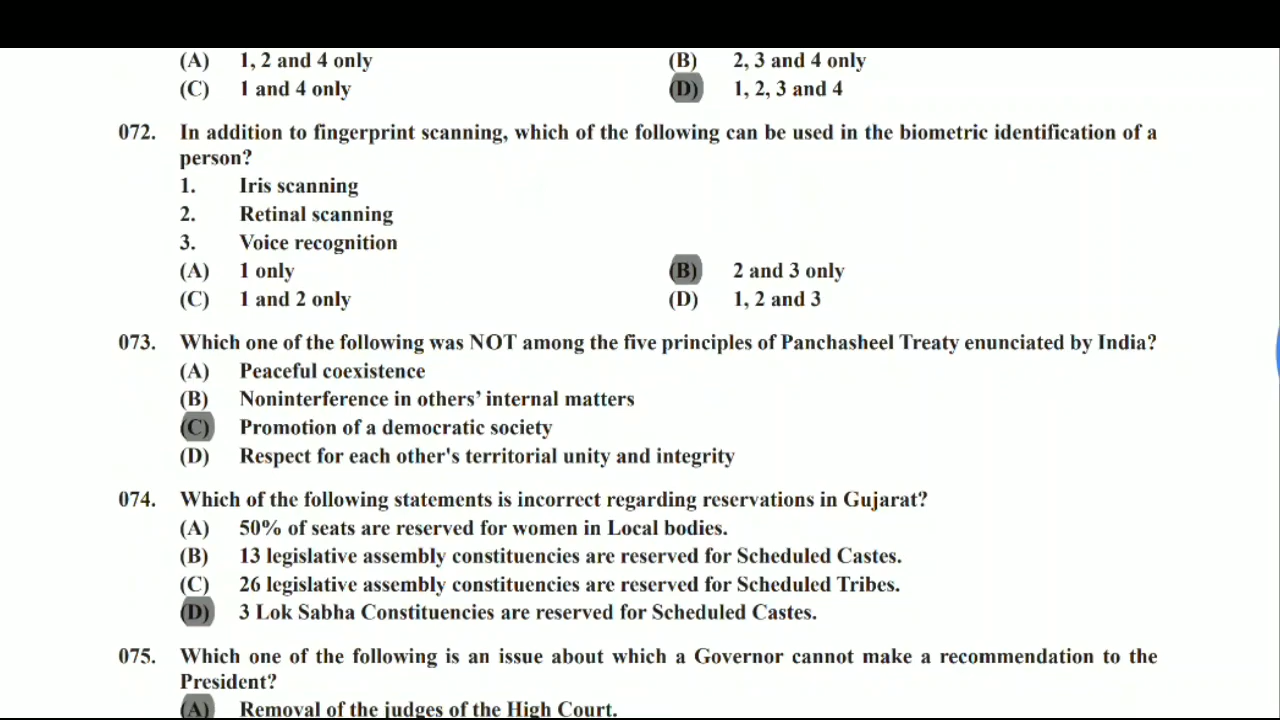 (A) 1, 2 and 4 only (B) 2, 3 and 4 only
(C) 1 and 4 only (D) 1, 2, 3 and 4
072. In addition to fingerprint scanning, which of the following can be used in the biometric identification of a
person?
1. Iris scanning
2. Retinal scanning
3. Voice recognition
(A) 1 only (B) 2 and 3 only
(C) 1 and 2 only (D) 1, 2 and 3
073. Which one of the following was NOT among the five principles of Panchasheel Treaty enunciated by India?
(A) Peaceful coexistence
(B) Noninterference in others’ internal matters
(C) Promotion of a democratic society
(D) Respect for each other's territorial unity and integrity
074. Which of the following statements is incorrect regarding reservations in Gujarat?
(A) 50% of seats are reserved for women in Local bodies.
(B) 13 legislative assembly constituencies are reserved for Scheduled Castes.
(C) 26 legislative assembly constituencies are reserved for Scheduled Tribes.
(D) 3 Lok Sabha Constituencies are reserved for Scheduled Castes.
075. Which one of the following is an issue about which a Governor cannot make a recommendation to the
President?
(A) Removal of the judges of the High Court.